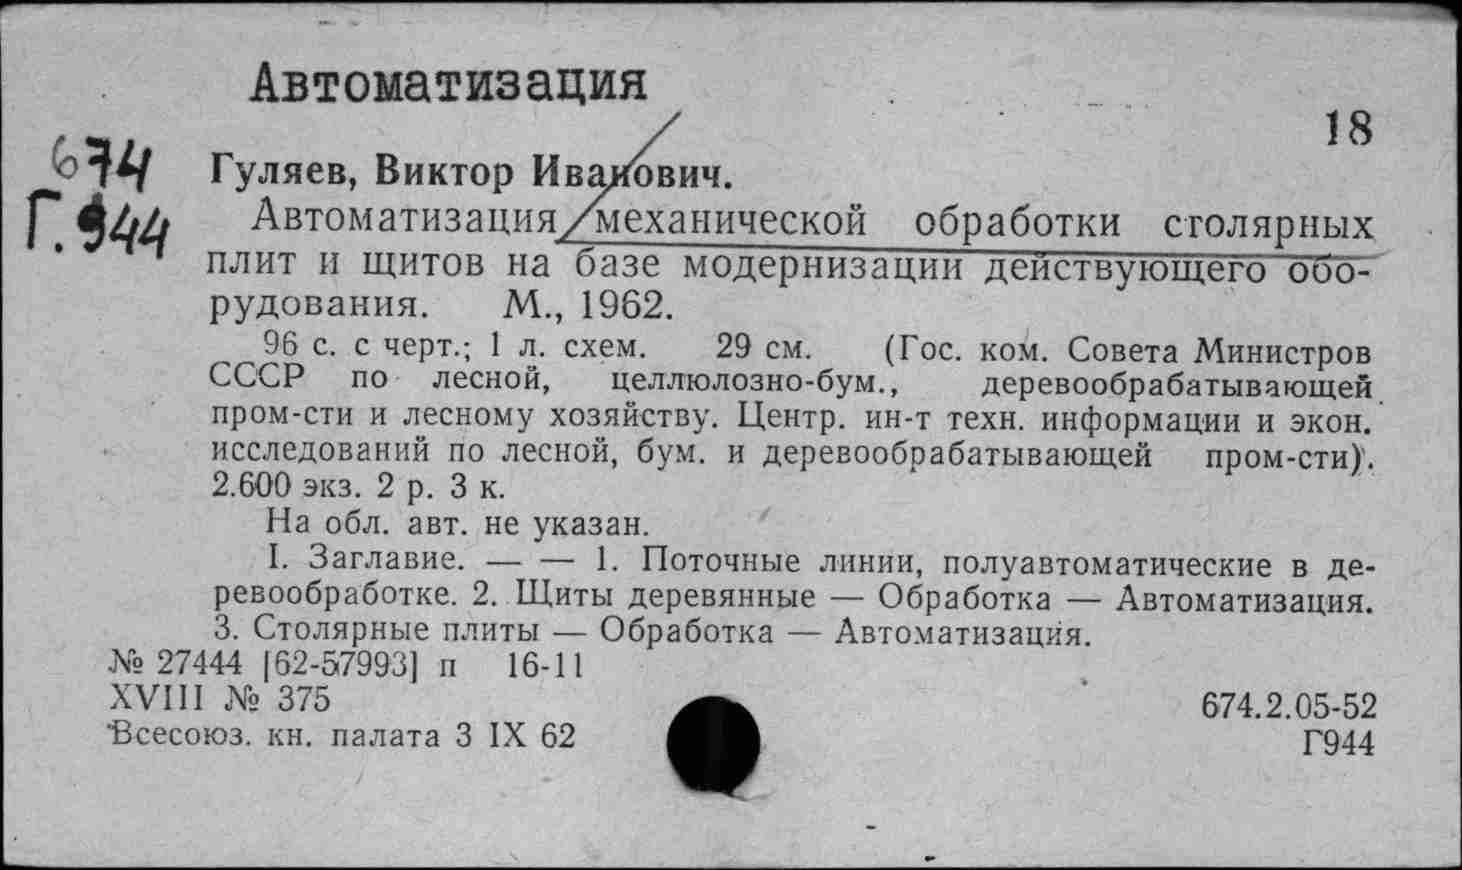 Автоматизация
18
674
Гуляев, Виктор Иванович.
Г.944
Автоматизация механической обработки столярных
плит и щитов на базе модернизации действующего обо-
рудования. М., 1962.
96 с. с черт.; 1 л. схем. 29 см. (Гос. ком. Совета Министров
СССР по лесной, целлюлозно-бум., деревообрабатывающей
пром-сти и лесному хозяйству. Центр. ин-т техн. информации и экон.
исследований по лесной, бум. и деревообрабатывающей пром-сти).
2.600 экз. 2 р. 3 к.
На обл. авт. не указан.
I. Заглавие. — — 1. Поточные линии, полуавтоматические в де-
ревообработке. 2. Щиты деревянные — Обработка — Автоматизация.
3. Столярные плиты — Обработка — Автоматизация.
№ 27444 [62-57993] п 16-11
XVIII № 375
674.2.05-52
Всесоюз. кн. палата 3 IX 62
Г944